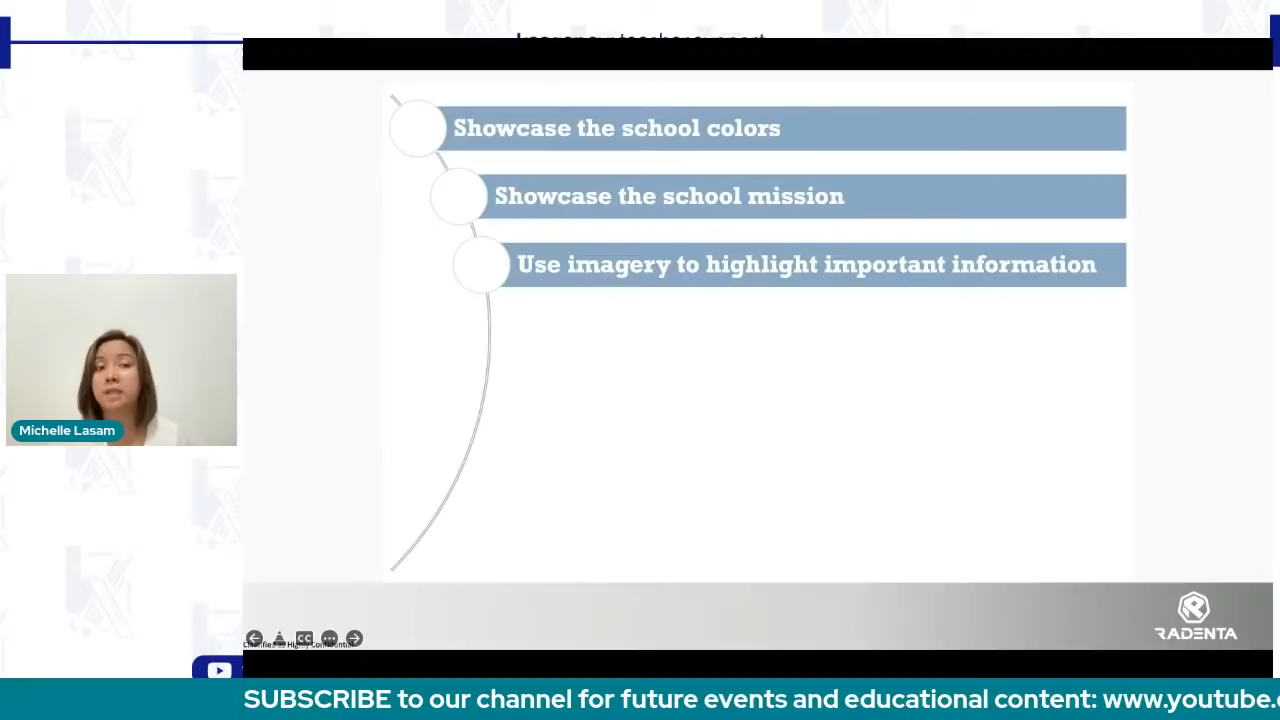 Showcase the school colors
Showcase the school mission
Use imagery to highlight important information
Michelle Lasam
RADENTA
CC
SUBSCRIBE to our channel for future events and educational content: www.youtube.